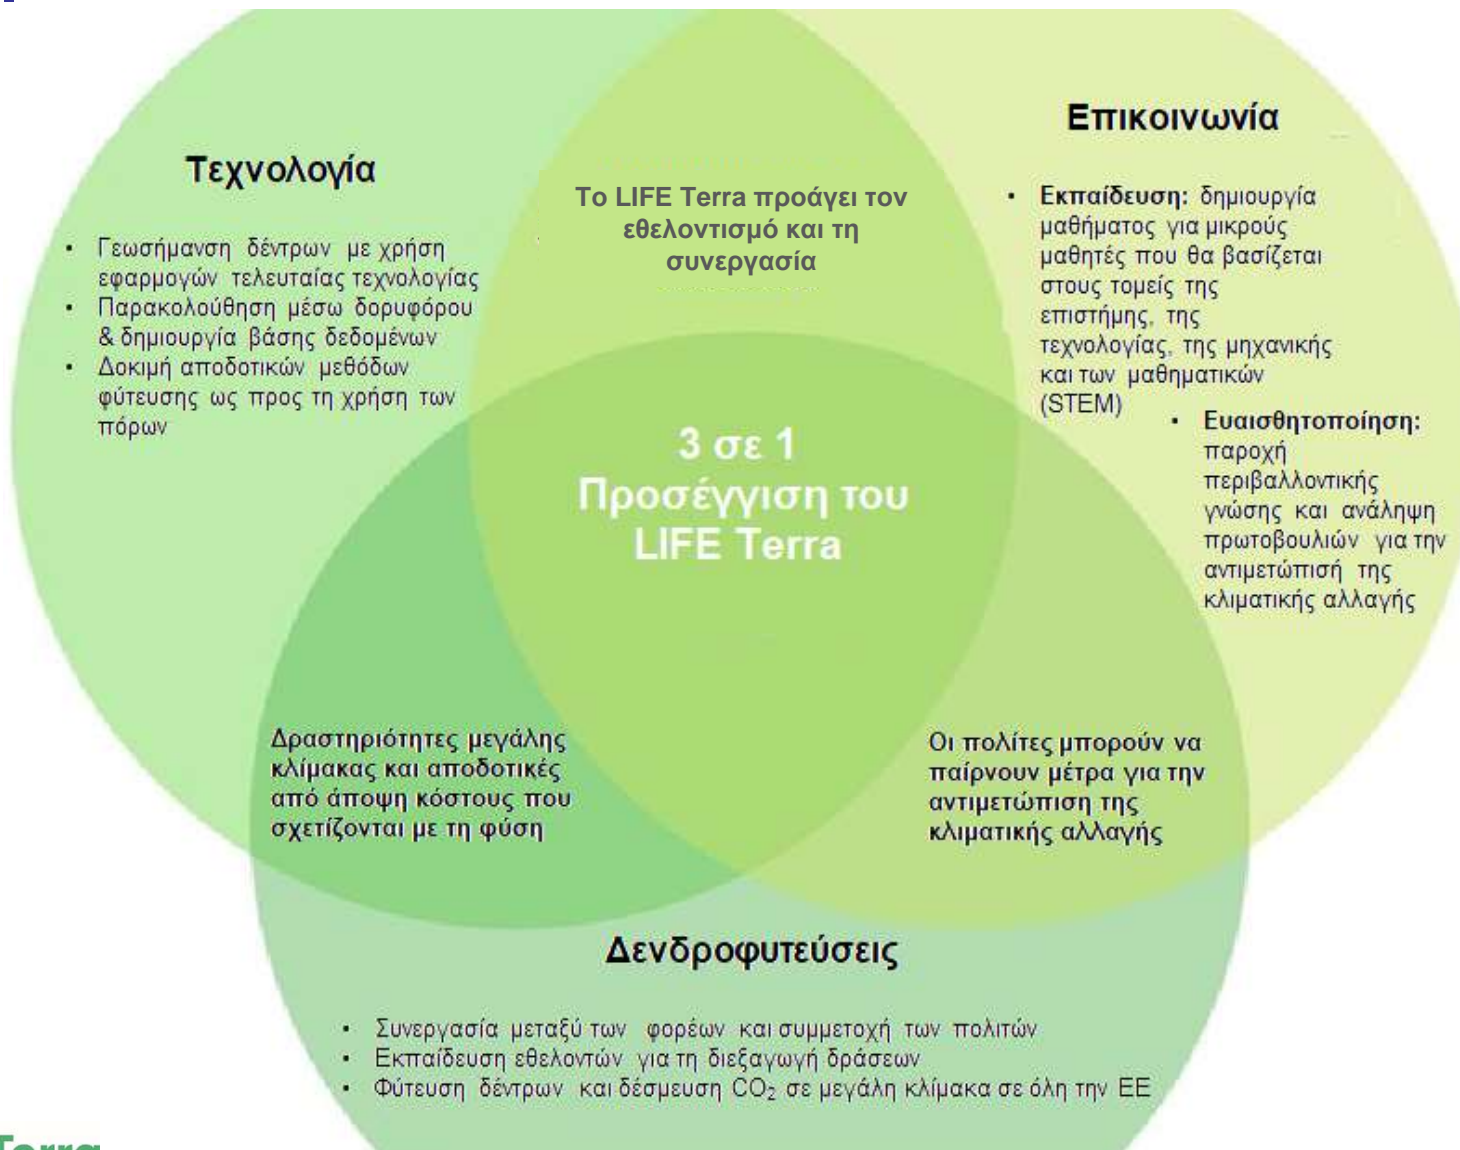 Τεχνολογία
• Γεωσήμανση δέντρων με χρήση
εφαρμογών τελευταίας τεχνολογίας
• Παρακολούθηση μέσω δορυφόρου
& δημιουργία βάσης δεδομένων
• Δοκιμή αποδοτικών μεθόδων
φύτευσης ως προς τη χρήση των
πόρων
Το LIFE Terra προάγει τον
εθελοντισμό και τη
συνεργασία
Επικοινωνία
• Εκπαίδευση: δημιουργία
μαθήματος για μικρούς
μαθητές που θα βασίζεται
στους τομείς της
επιστήμης, της
τεχνολογίας, της μηχανικής
και των μαθηματικών
(STEM)
• Ευαισθητοποίηση:
παροχή
περιβαλλοντικής
γνώσης και ανάληψη
πρωτοβουλιών για την
αντιμετώπισή της
κλιματικής αλλαγής
3 σε 1
Προσέγγιση του
LIFE Terra
Δραστηριότητες μεγάλης
κλίμακας και αποδοτικές
από άποψη κόστους που
σχετίζονται με τη φύση
Οι πολίτες μπορούν να
παίρνουν μέτρα για την
αντιμετώπιση της
κλιματικής αλλαγής
Δενδροφυτεύσεις
• Συνεργασία μεταξύ των φορέων και συμμετοχή των πολιτών
• Εκπαίδευση εθελοντών για τη διεξαγωγή δράσεων
• Φύτευση δέντρων και δέσμευση CO₂ σε μεγάλη κλίμακα σε όλη την ΕΕ
Terra